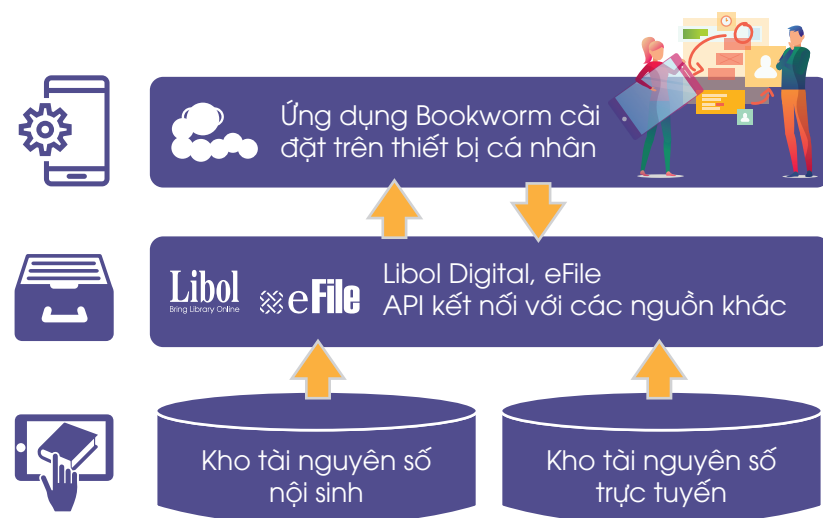 Ứng dụng Bookworm cài
đặt trên thiết bị cá nhân
Libol
Bring Library Online
eFile
Libol Digital, eFile
API kết nối với các nguồn khác
Kho tài nguyên số
nội sinh
Kho tài nguyên số
trực tuyến